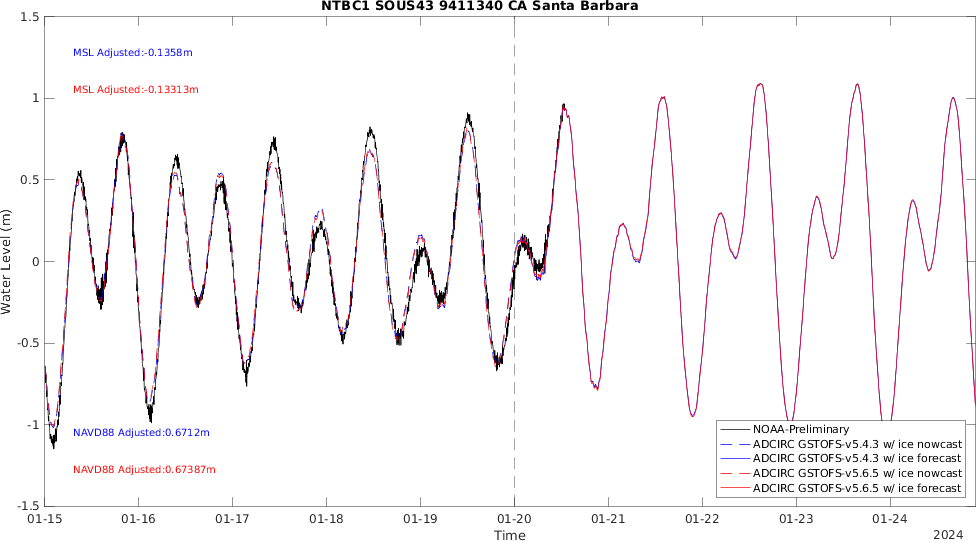 NTBC1 SOUS43 9411340 CA Santa Barbara
1.5
MSL Adjusted:-0.1358m
MSL Adjusted:-0.13313m
1
0.5
0
-0.5
-1
-1.5
Water Level (m)
NAVD88 Adjusted:0.6712m
NAVD88 Adjusted:0.67387m
NOAA-Preliminary
ADCIRC GSTOFS-v5.4.3 w/ ice nowcast
ADCIRC GSTOFS-v5.4.3 w/ ice forecast
ADCIRC GSTOFS-v5.6.5 w/ ice nowcast
ADCIRC GSTOFS-v5.6.5 w/ ice forecast
01-15 01-16 01-17 01-18 01-19 01-20 01-21 01-22 01-23 01-24
Time
2024